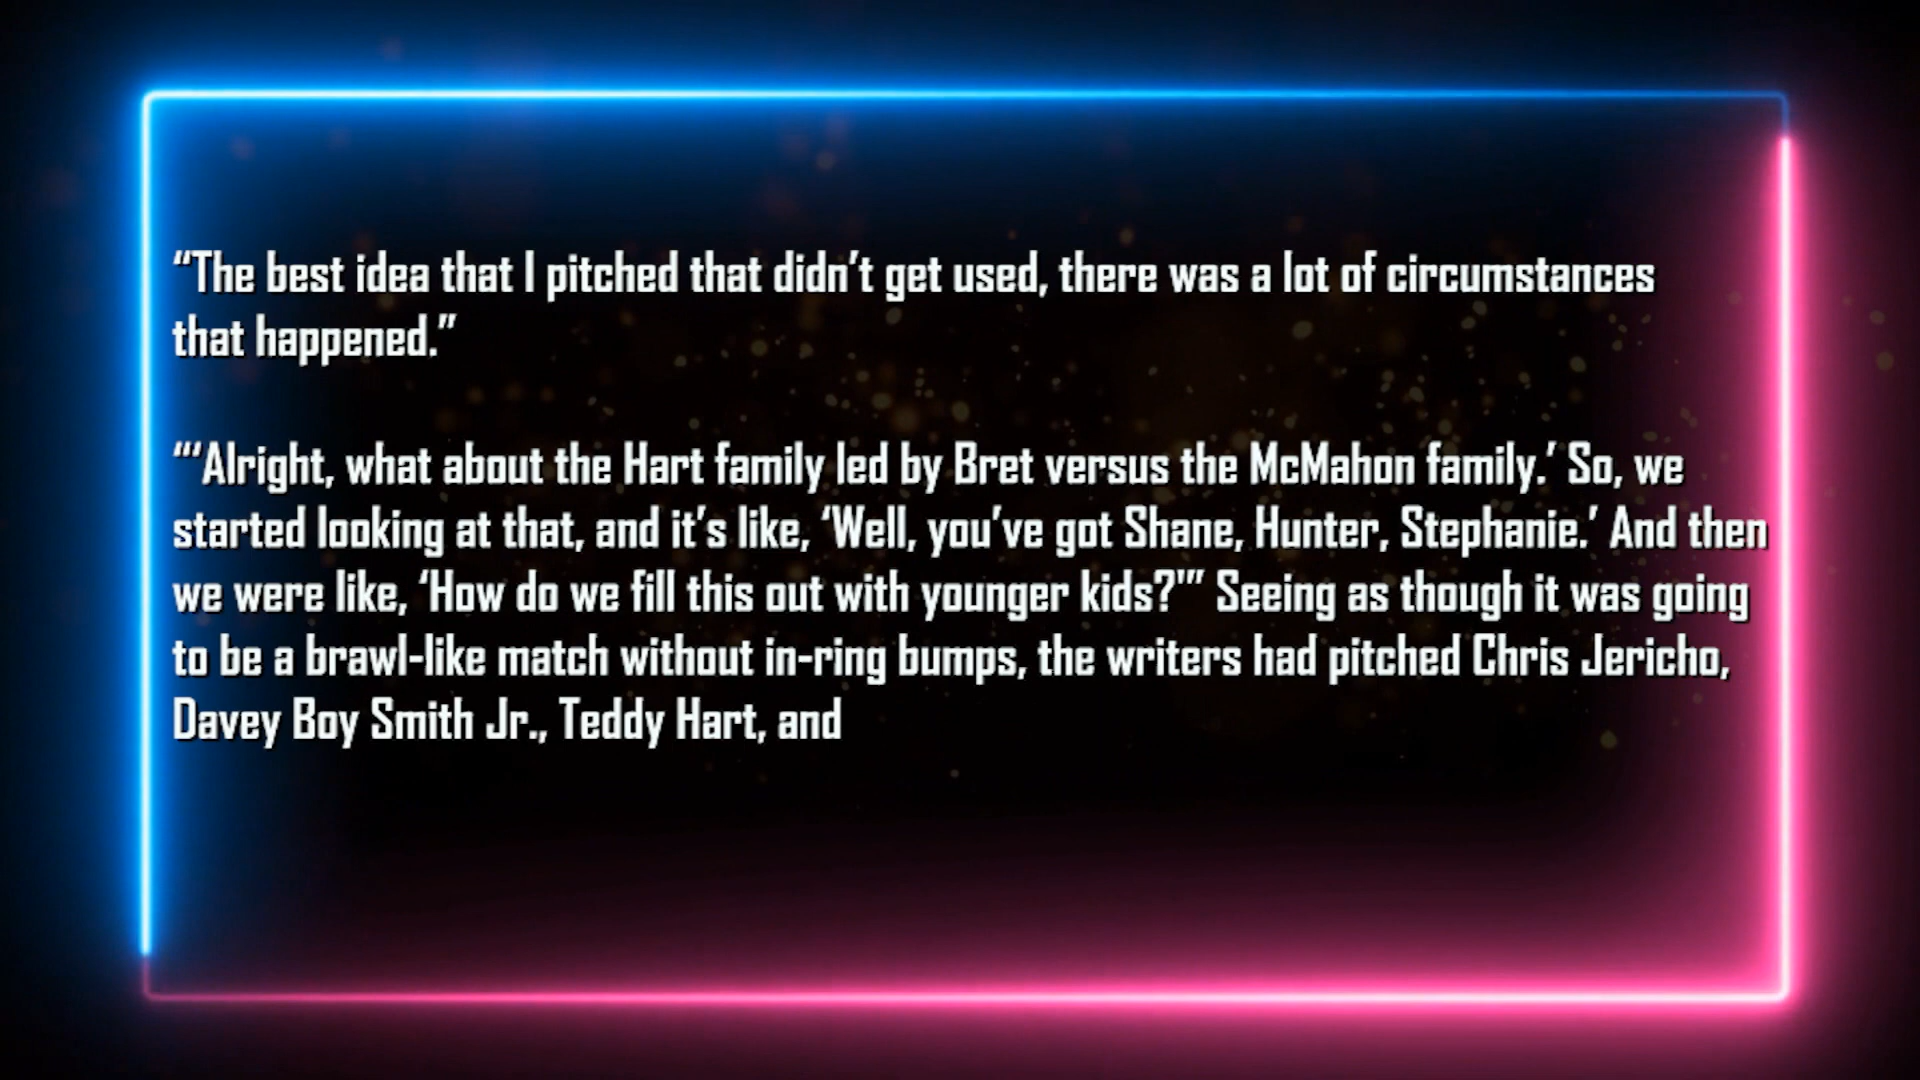 “The best idea that I pitched that didn’t get used, there was a lot of circumstances
that happened.”
“‘Alright, what about the Hart family led by Bret versus the McMahon family.’ So, we
started looking at that, and it’s like, ‘Well, you’ve got Shane, Hunter, Stephanie.’ And then
we were like, ‘How do we fill this out with younger kids?'” Seeing as though it was going
to be a brawl-like match without in-ring bumps, the writers had pitched Chris Jericho,
Davey Boy Smith Jr., Teddy Hart, and